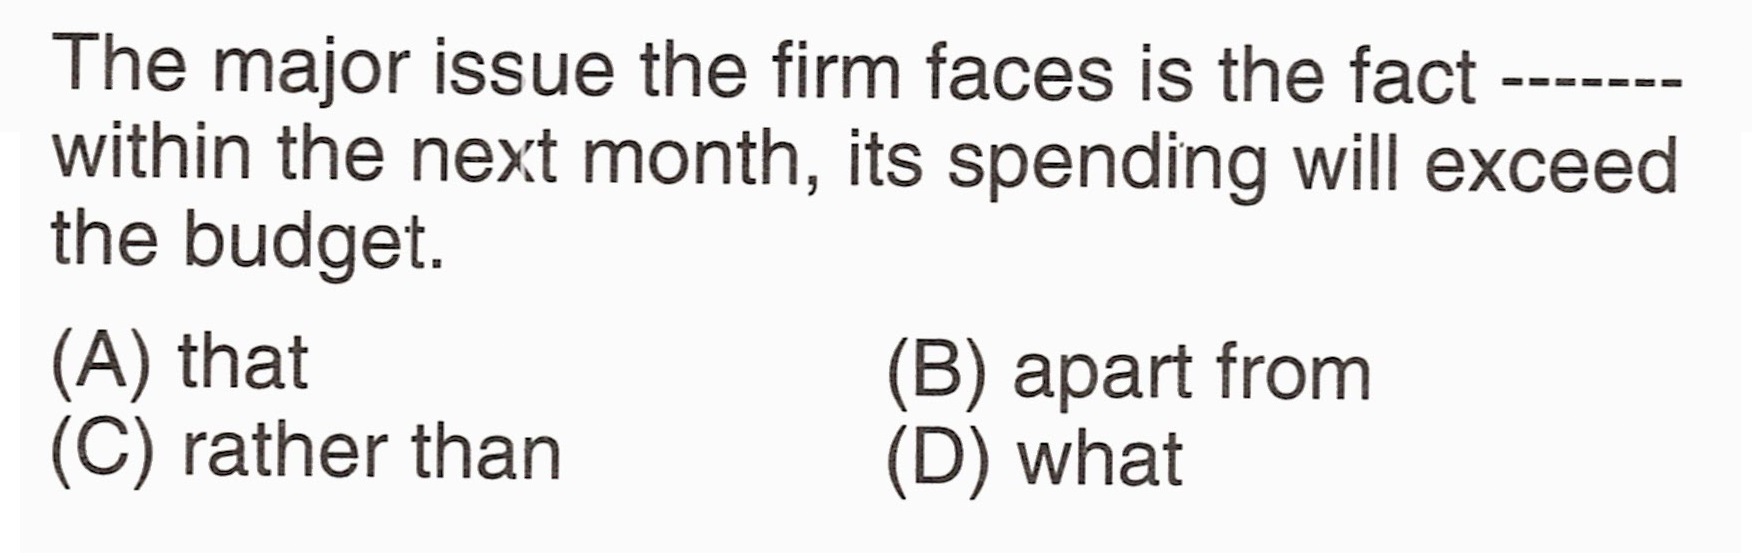 The major issue the firm faces is the fact -------
within the next month, its spending will exceed
the budget.
(A) that (B) apart from
(C) rather than (D) what